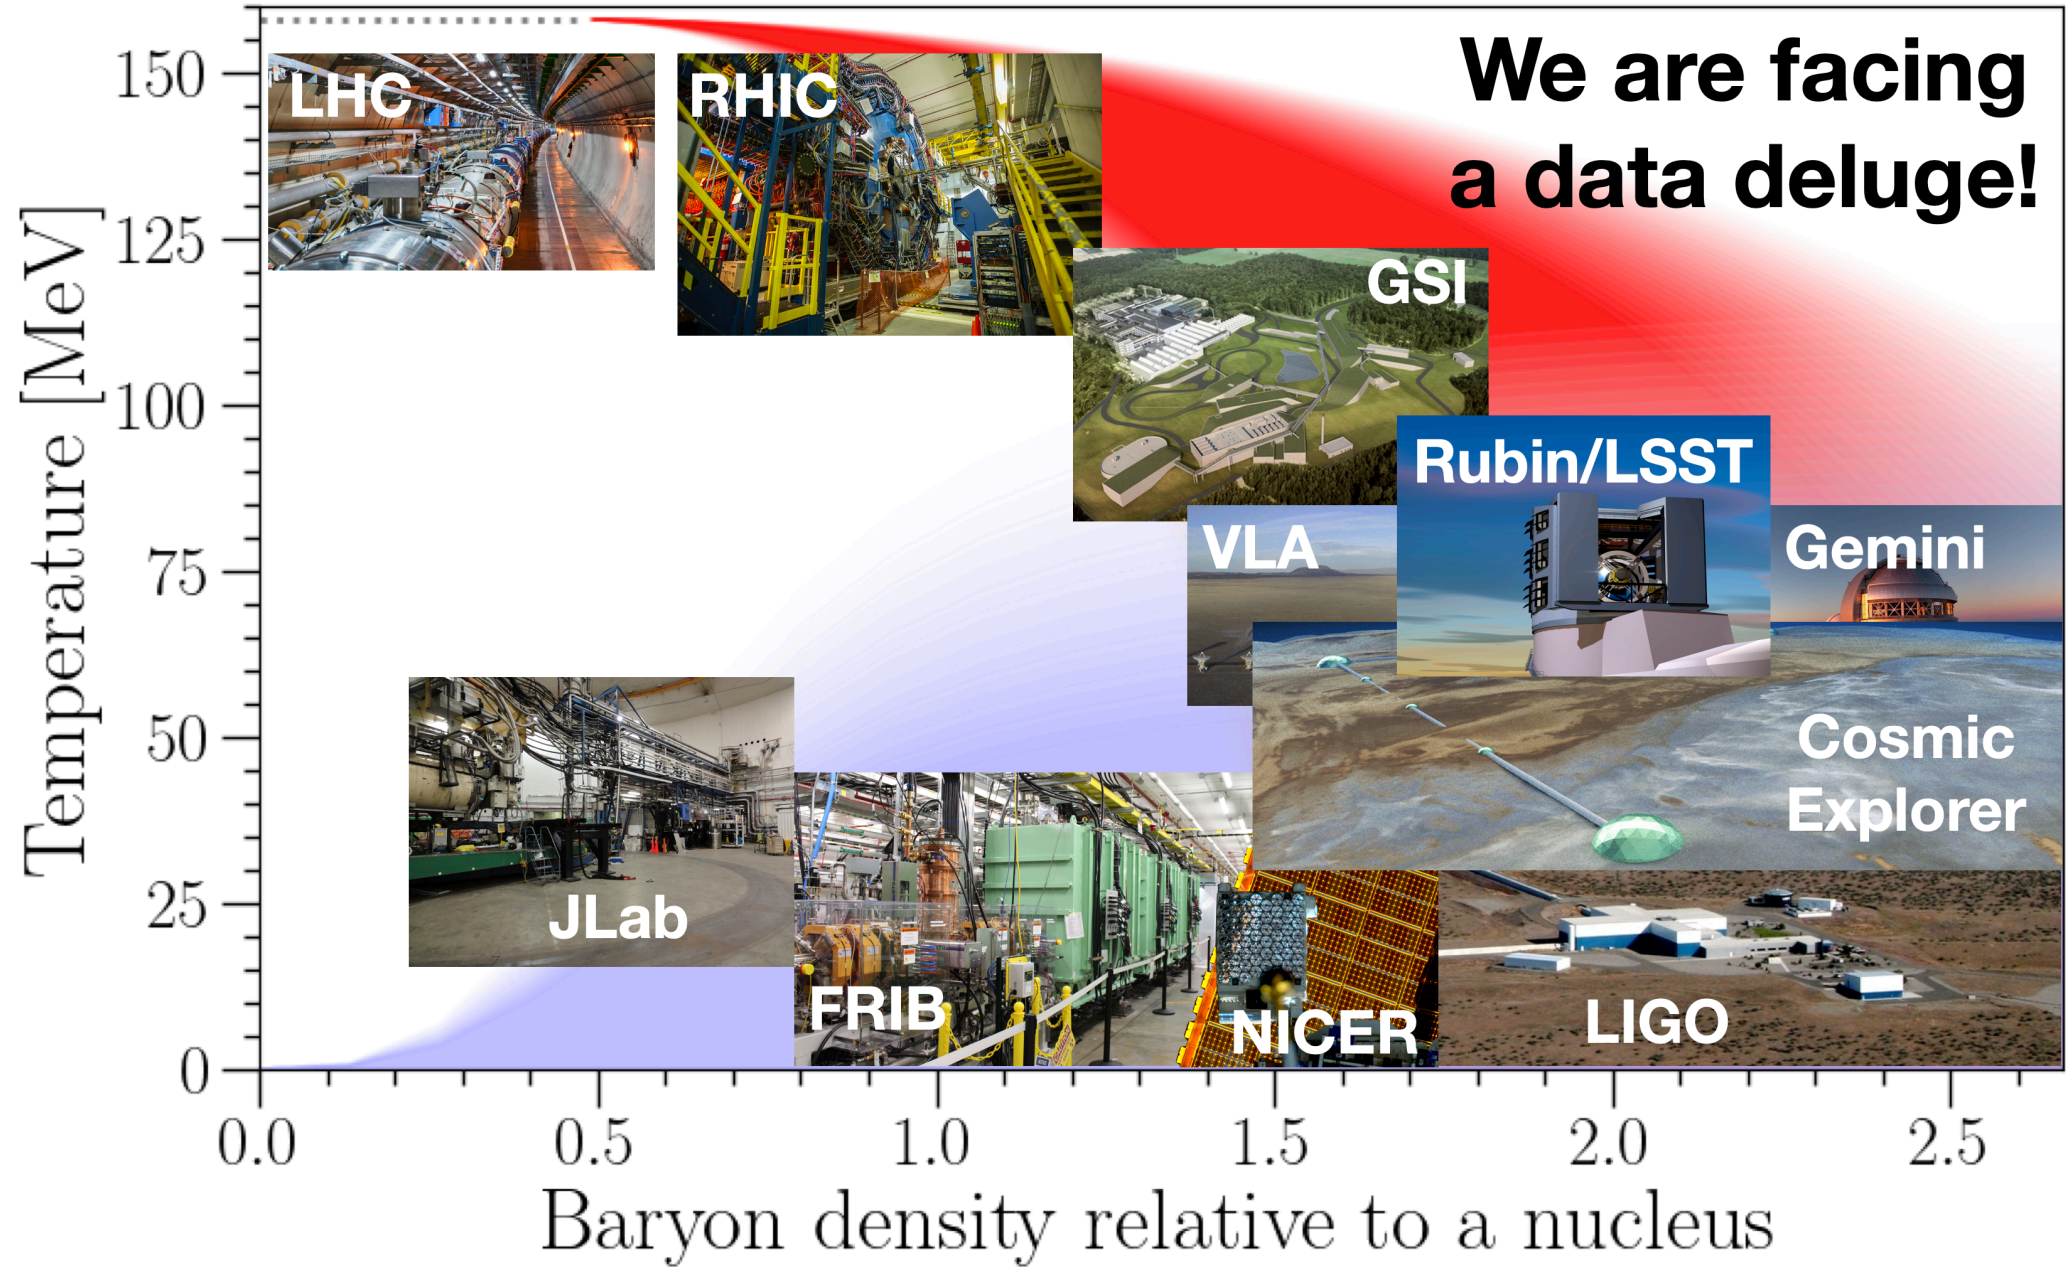 We are facing
a data deluge!
LHC
RHIC
GSI
Rubin/LSST
VLA
Gemini
Cosmic
Explorer
JLab
FRIB
NICER
LIGO
Temperature [MeV]
150
125
100
75
50
25
0
0.0 0.5 1.0 1.5 2.0 2.5
Baryon density relative to a nucleus